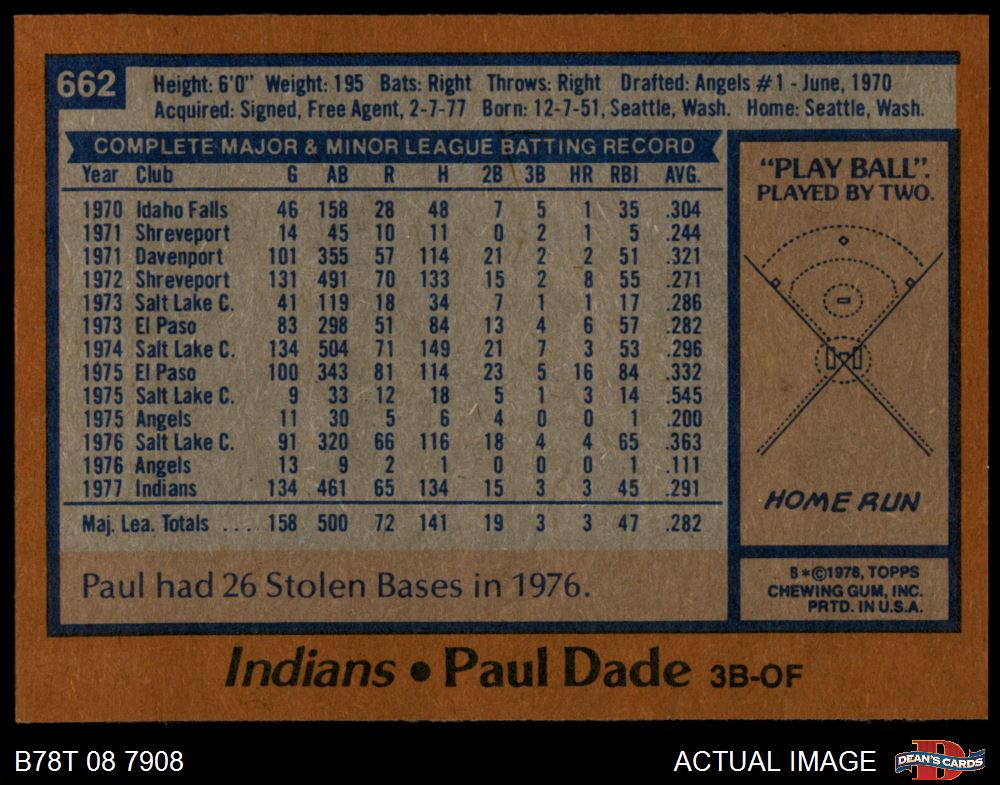 662
Height: 6'0" Weight: 195 Bats: Right Throws: Right Drafted: Angels #1 - June, 1970
Acquired: Signed, Free Agent, 2-7-77 Born: 12-7-51, Seattle, Wash. Home: Seattle, Wash.
COMPLETE MAJOR & MINOR LEAGUE BATTING RECORD
Year Club G AB R H 2B 3B HR RBI AVG.
1970 Idaho Falls 46 158 28 48 7 5 1 35 .304
1971 Shreveport 14 45 10 11 0 2 1 5 .244
1971 Davenport 101 355 57 114 21 2 2 51 .321
1972 Shreveport 131 491 70 133 15 2 8 55 .271
1973 Salt Lake C. 41 119 18 34 7 1 1 17 .286
1973 El Paso 83 298 51 84 13 4 6 57 .282
1974 Salt Lake C. 134 504 71 149 21 7 3 53 .296
1975 El Paso 100 343 81 114 23 5 16 84 .332
1975 Salt Lake C. 9 33 12 18 5 1 3 14 .545
1975 Angels 11 30 5 6 4 0 0 1 .200
1976 Salt Lake C. 91 320 66 116 18 4 4 65 .363
1976 Angels 13 9 2 1 0 0 0 1 .111
1977 Indians 134 461 65 134 15 3 3 45 .291
Maj. Lea. Totals ... 158 500 72 141 19 3 3 47 .282
Paul had 26 Stolen Bases in 1976.
"PLAY BALL".
PLAYED BY TWO.
HOME RUN
B*©1978, TOPPS
CHEWING GUM, INC.
PRTD. IN U.S.A.
Indians • Paul Dade 3B-OF
B78T 08 7908
ACTUAL IMAGE
D
DEAN'S CARDS